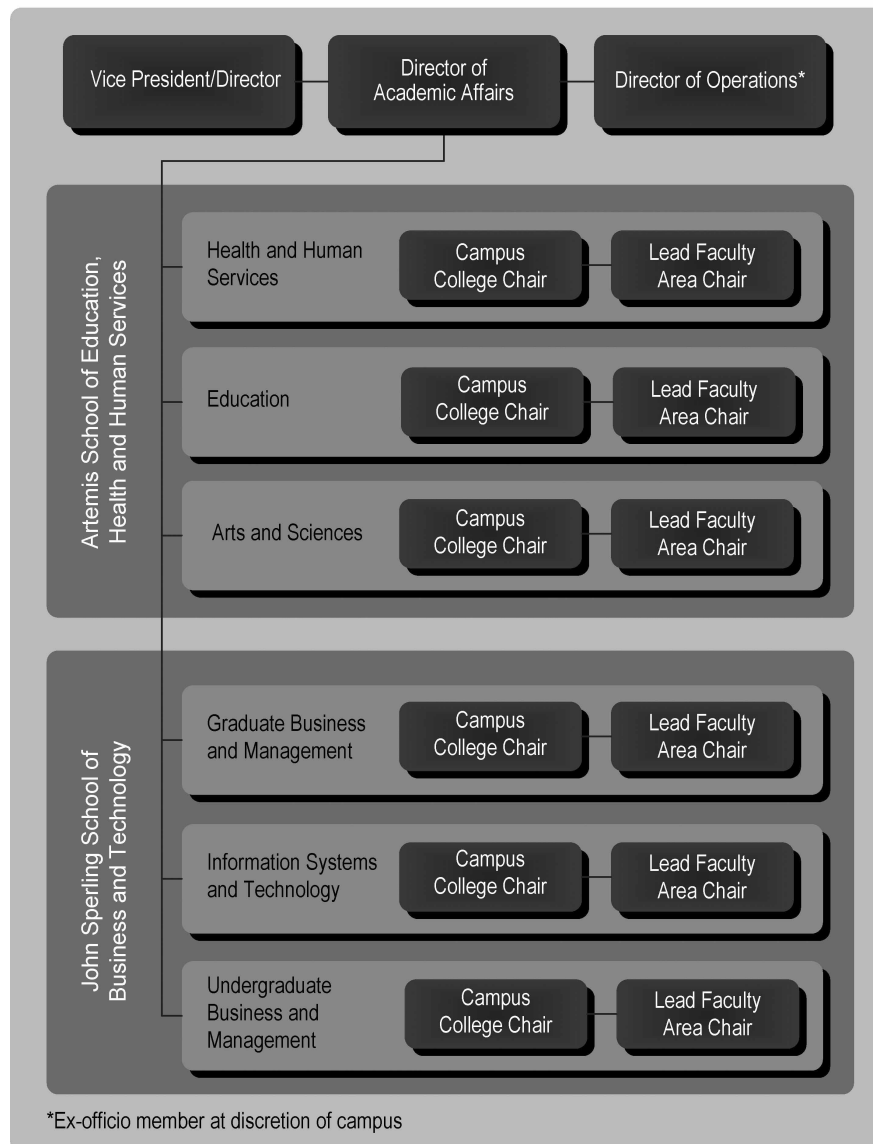 Vice President/Director
Director of
Academic Affairs
Director of Operations*
Artemis School of Education,
Health and Human Services
Health and Human
Services
Campus
College Chair
Lead Faculty
Area Chair
Education
Campus
College Chair
Lead Faculty
Area Chair
Arts and Sciences
Campus
College Chair
Lead Faculty
Area Chair
John Sperling School of
Business and Technology
Graduate Business
and Management
Campus
College Chair
Lead Faculty
Area Chair
Information Systems
and Technology
Campus
College Chair
Lead Faculty
Area Chair
Undergraduate
Business and
Management
Campus
College Chair
Lead Faculty
Area Chair
*Ex-officio member at discretion of campus